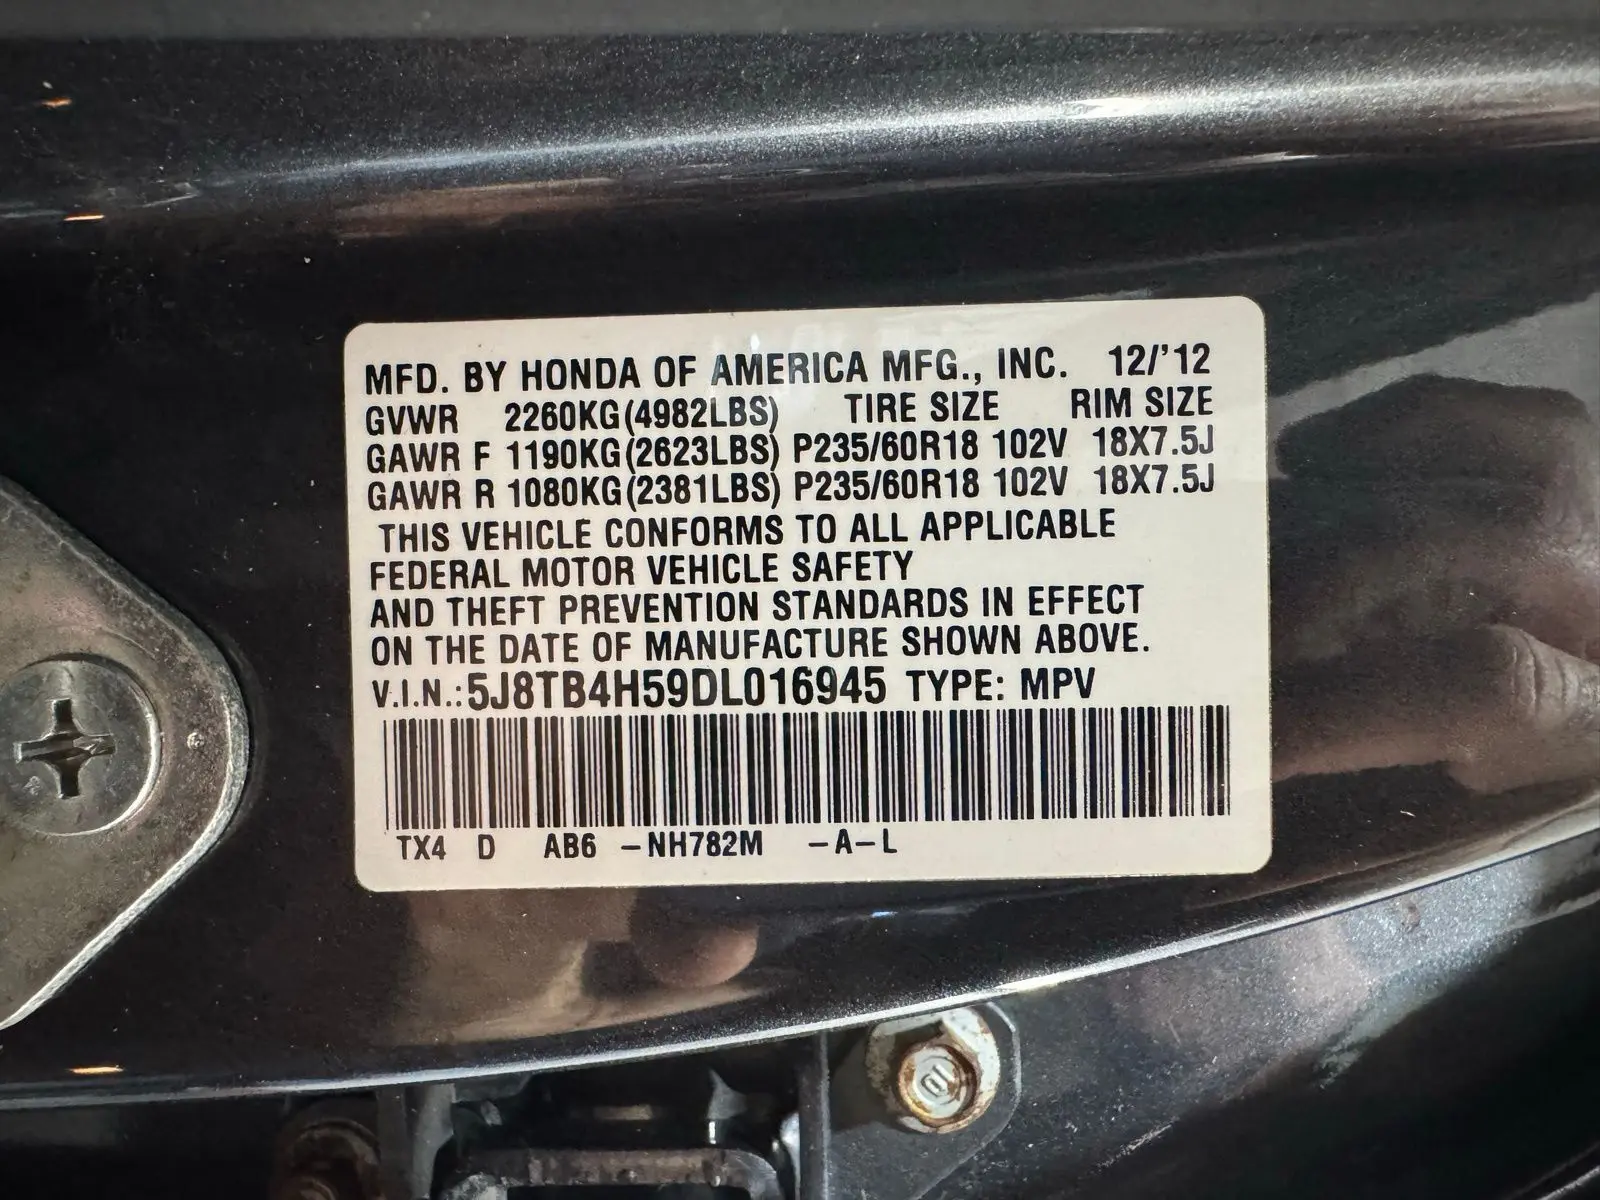 MFD. BY HONDA OF AMERICA MFG., INC. 12/'12
GVWR 2260KG(4982LBS) TIRE SIZE RIM SIZE
GAWR F 1190KG(2623LBS) P235/60R18 102V 18X7.5J
GAWR R 1080KG(2381LBS) P235/60R18 102V 18X7.5J
THIS VEHICLE CONFORMS TO ALL APPLICABLE
FEDERAL MOTOR VEHICLE SAFETY
AND THEFT PREVENTION STANDARDS IN EFFECT
ON THE DATE OF MANUFACTURE SHOWN ABOVE.
V.I.N.:5J8TB4H59DL016945 TYPE: MPV
TX4 D AB6 -NH782M -A-L